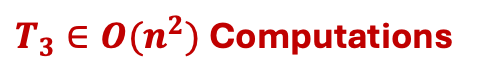 T₃ ∈ O(n²) Computations